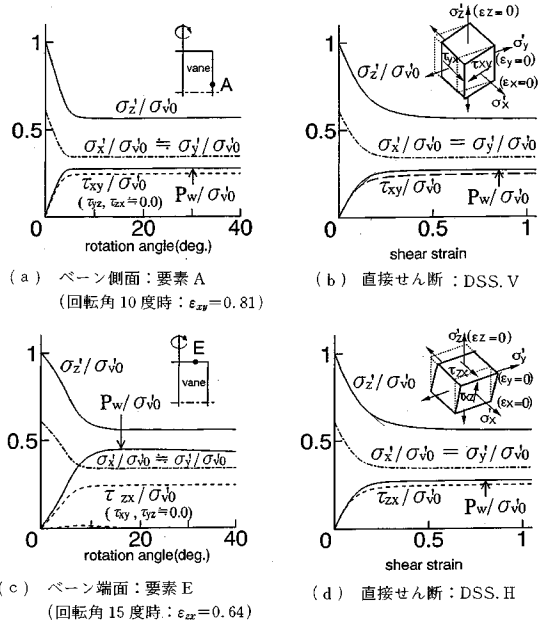 1
0.5
0
vane
A
σz'/σv0'
σx'/σv0' ≒ σy'/σv0'
τxy/σv0'
(τyz, τzx≒0.0)
Pw/σv0'
0 20 40
rotation angle(deg.)
(a) ベーン側面：要素A
(回転角10度時：εxy=0.81)
1
0.5
0
σz'(εz=0)
σy'
(εy=0)
(εx=0)
σx'
τyx
τxy
σz'/σv0'
σx'/σv0' = σy'/σv0'
τxy/σv0'
Pw/σv0'
0 0.5 1
shear strain
(b) 直接せん断：DSS.V
1
0.5
0
E
vane
σz'/σv0'
Pw/σv0'
σx'/σv0' ≒ σy'/σv0'
τzx/σv0'
(τxy, τyz≒0.0)
0 20 40
rotation angle(deg.)
(c) ベーン端面：要素E
(回転角15度時：εzx=0.64)
1
0.5
0
σz'(εz=0)
σy'
(εy=0)
(εx=0)
σx'
τzx
τxz
σz'/σv0'
σx'/σv0' = σy'/σv0'
τzx/σv0'
Pw/σv0'
0 0.5 1
shear strain
(d) 直接せん断：DSS.H